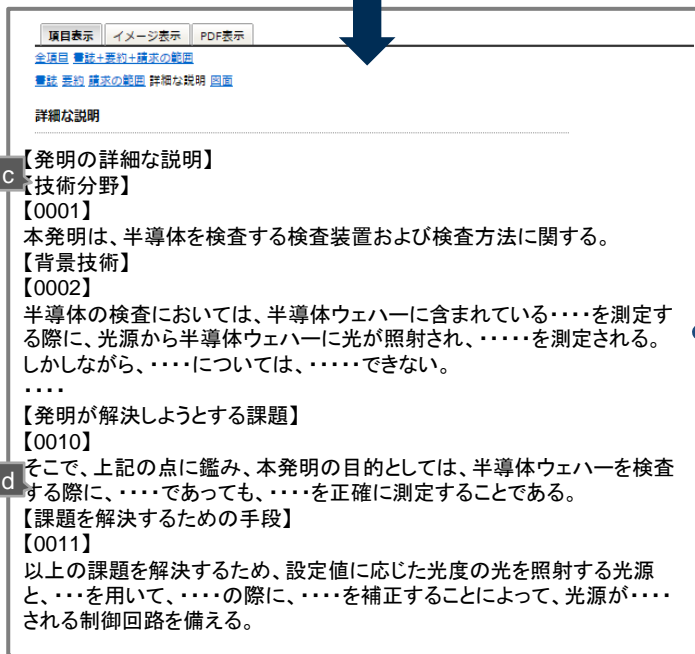 項目表示 イメージ表示 PDF表示
全項目 書誌+要約+請求の範囲
書誌 要約 請求の範囲 詳細な説明 図面
詳細な説明
【発明の詳細な説明】
c 【技術分野】
【0001】
本発明は、半導体を検査する検査装置および検査方法に関する。
【背景技術】
【0002】
半導体の検査においては、半導体ウェハーに含まれている・・・・を測定す
る際に、光源から半導体ウェハーに光が照射され、・・・・・を測定される。
しかしながら、・・・・については、・・・・・できない。
・・・・
【発明が解決しようとする課題】
【0010】
そこで、上記の点に鑑み、本発明の目的としては、半導体ウェハーを検査
d する際に、・・・・であっても、・・・・を正確に測定することである。
【課題を解決するための手段】
【0011】
以上の課題を解決するため、設定値に応じた光度の光を照射する光源
と、・・・を用いて、・・・・の際に、・・・・を補正することによって、光源が・・・・
される制御回路を備える。